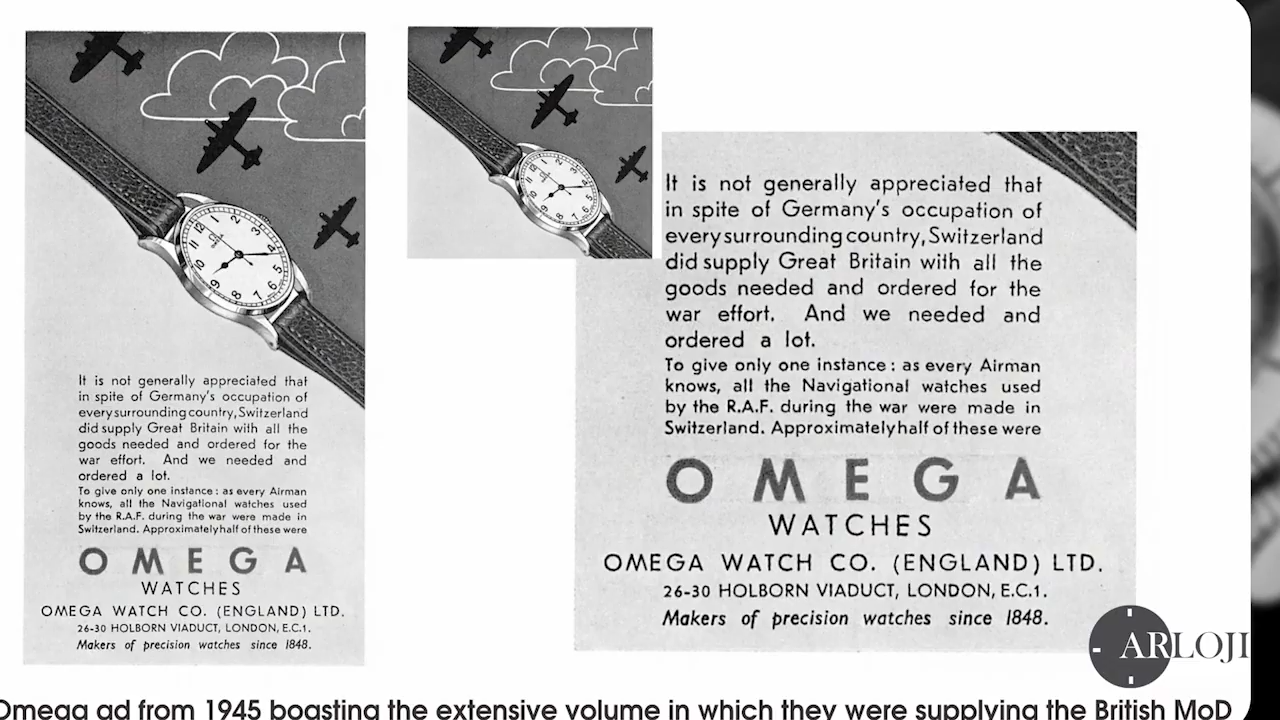 It is not generally appreciated that
in spite of Germany's occupation of
every surrounding country, Switzerland
did supply Great Britain with all the
goods needed and ordered for the
war effort. And we needed and
ordered a lot.
To give only one instance : as every Airman
knows, all the Navigational watches used
by the R.A.F. during the war were made in
Switzerland. Approximately half of these were
OMEGA
WATCHES
OMEGA WATCH CO. (ENGLAND) LTD.
26-30 HOLBORN VIADUCT, LONDON, E.C.1.
Makers of precision watches since 1848.
It is not generally appreciated that
in spite of Germany's occupation of
every surrounding country, Switzerland
did supply Great Britain with all the
goods needed and ordered for the
war effort. And we needed and
ordered a lot.
To give only one instance : as every Airman
knows, all the Navigational watches used
by the R.A.F. during the war were made in
Switzerland. Approximately half of these were
OMEGA
WATCHES
OMEGA WATCH CO. (ENGLAND) LTD.
26-30 HOLBORN VIADUCT, LONDON, E.C.1.
Makers of precision watches since 1848.
ARLOJI
Omega ad from 1945 boasting the extensive volume in which they were supplying the British MoD